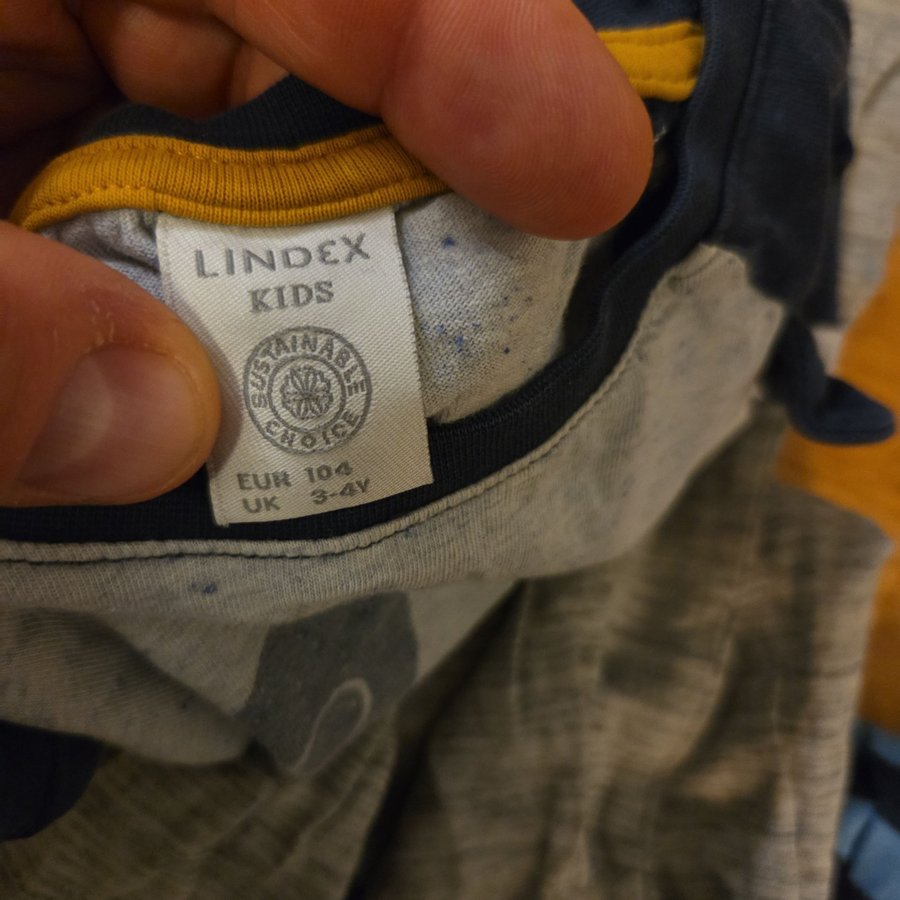 LINDEX
KIDS
SUSTAINABLE
CHOICE
EUR 104
UK 3-4Y